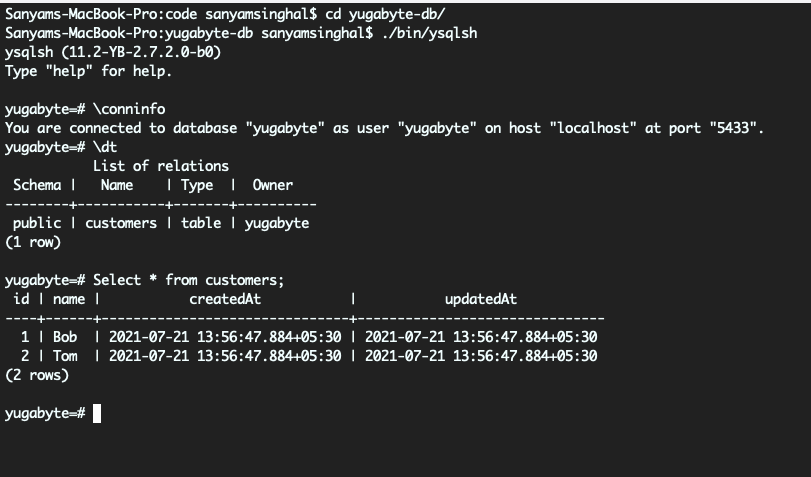 Sanyams-MacBook-Pro:code sanyamsinghal$ cd yugabyte-db/
Sanyams-MacBook-Pro:yugabyte-db sanyamsinghal$ ./bin/ysqlsh
ysqlsh (11.2-YB-2.7.2.0-b0)
Type "help" for help.

yugabyte=# \conninfo
You are connected to database "yugabyte" as user "yugabyte" on host "localhost" at port "5433".
yugabyte=# \dt
           List of relations
 Schema |   Name    | Type  |  Owner
--------+-----------+-------+----------
 public | customers | table | yugabyte
(1 row)

yugabyte=# Select * from customers;
 id | name |           createdAt           |           updatedAt
----+------+-------------------------------+-------------------------------
  1 | Bob  | 2021-07-21 13:56:47.884+05:30 | 2021-07-21 13:56:47.884+05:30
  2 | Tom  | 2021-07-21 13:56:47.884+05:30 | 2021-07-21 13:56:47.884+05:30
(2 rows)

yugabyte=#